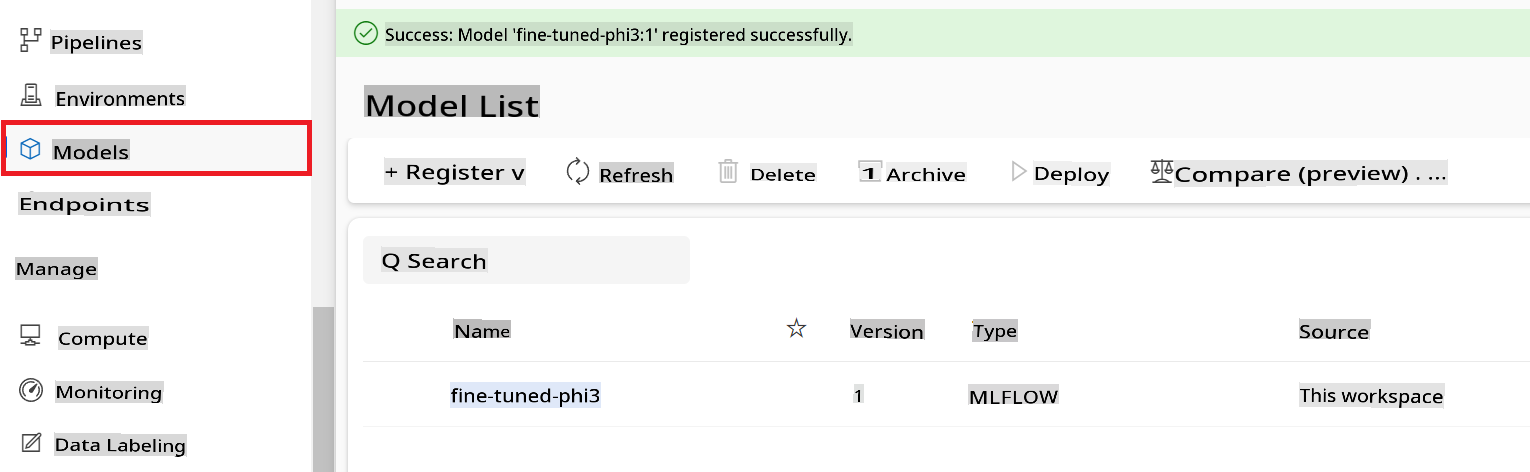 Pipelines
Environments
Models
Endpoints
Manage
Compute
Monitoring
Data Labeling
Success: Model 'fine-tuned-phi3:1' registered successfully.
Model List
+ Register v Refresh Delete 1 Archive Deploy Compare (preview) . ...
Q Search
Name Version Type Source
fine-tuned-phi3 1 MLFLOW This workspace